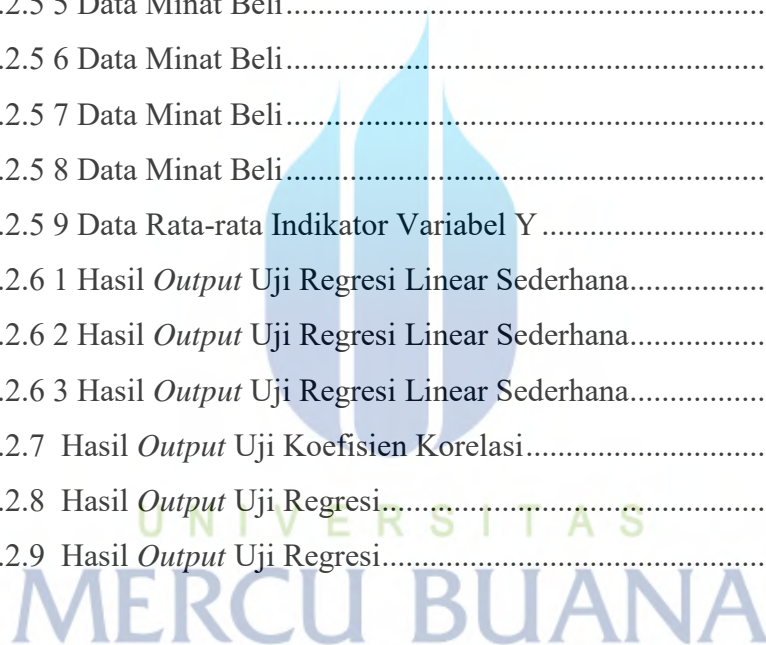 .2.5 5 Data Minat Beli................................................................
.2.5 6 Data Minat Beli................................................................
.2.5 7 Data Minat Beli................................................................
.2.5 8 Data Minat Beli................................................................
.2.5 9 Data Rata-rata Indikator Variabel Y..............................
.2.6 1 Hasil Output Uji Regresi Linear Sederhana.................
.2.6 2 Hasil Output Uji Regresi Linear Sederhana.................
.2.6 3 Hasil Output Uji Regresi Linear Sederhana.................
.2.7  Hasil Output Uji Koefisien Korelasi...............................
.2.8  Hasil Output Uji Regresi.................................................
UNIVERSITAS
.2.9  Hasil Output Uji Regresi.................................................
MERCU BUANA